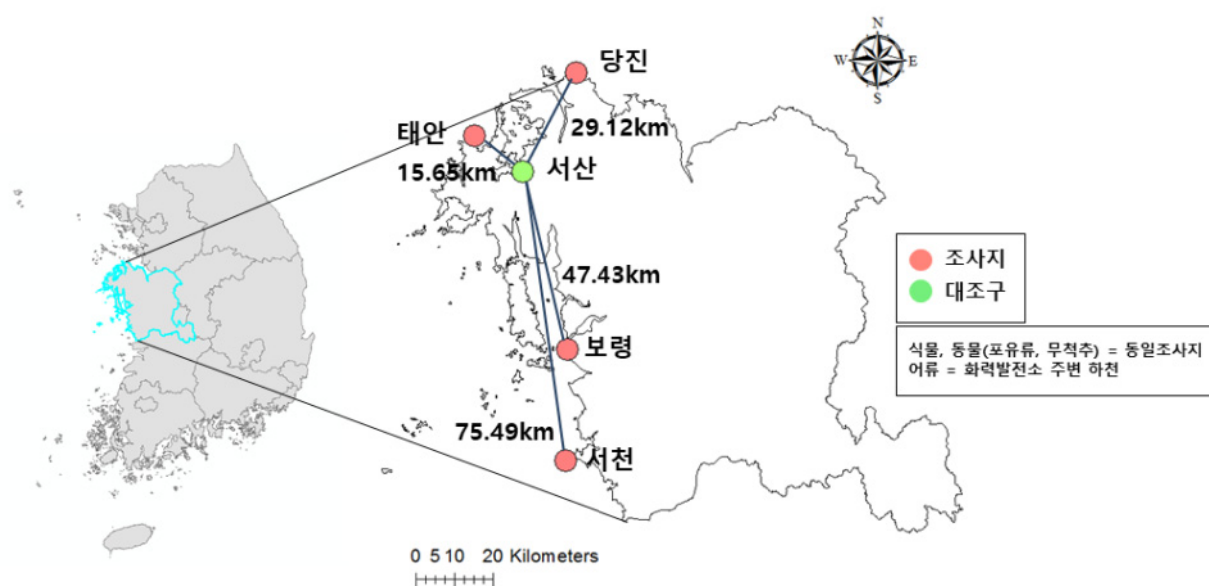 N
W E
S
당진
태안
29.12km
15.65km
서산
47.43km
조사지
대조구
보령
식물, 동물(포유류, 무척추) = 동일조사지
어류 = 화력발전소 주변 하천
75.49km
서천
0 5 10 20 Kilometers